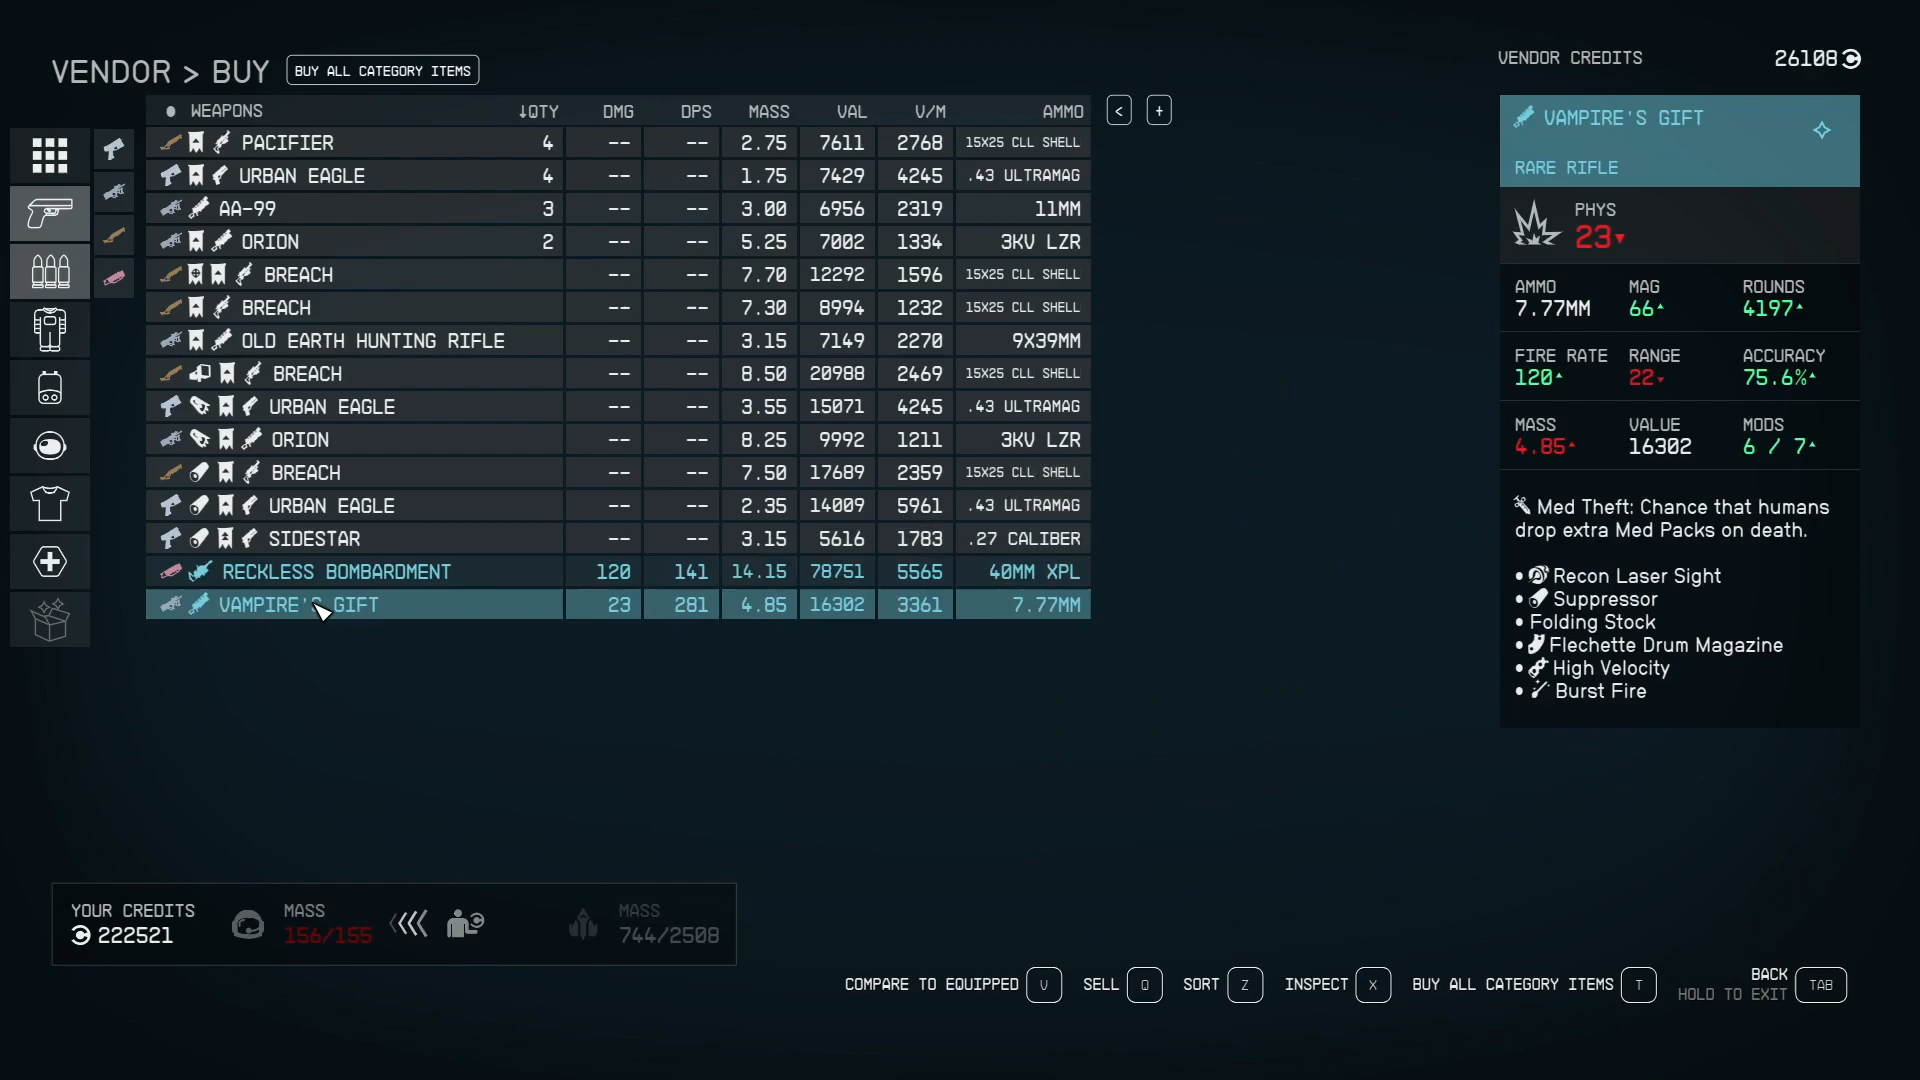 VENDOR > BUY
BUY ALL CATEGORY ITEMS
VENDOR CREDITS 26108
WEAPONS ↓QTY DMG DPS MASS VAL V/M AMMO < +
PACIFIER 4 -- -- 2.75 7611 2768 15X25 CLL SHELL
URBAN EAGLE 4 -- -- 1.75 7429 4245 .43 ULTRAMAG
AA-99 3 -- -- 3.00 6956 2319 11MM
ORION 2 -- -- 5.25 7002 1334 3KV LZR
BREACH -- -- 7.70 12292 1596 15X25 CLL SHELL
BREACH -- -- 7.30 8994 1232 15X25 CLL SHELL
OLD EARTH HUNTING RIFLE -- -- 3.15 7149 2270 9X39MM
BREACH -- -- 8.50 20988 2469 15X25 CLL SHELL
URBAN EAGLE -- -- 3.55 15071 4245 .43 ULTRAMAG
ORION -- -- 8.25 9992 1211 3KV LZR
BREACH -- -- 7.50 17689 2359 15X25 CLL SHELL
URBAN EAGLE -- -- 2.35 14009 5961 .43 ULTRAMAG
SIDESTAR -- -- 3.15 5616 1783 .27 CALIBER
RECKLESS BOMBARDMENT 120 141 14.15 78751 5565 40MM XPL
VAMPIRE'S GIFT 23 281 4.85 16302 3361 7.77MM
VAMPIRE'S GIFT
RARE RIFLE
PHYS
23
AMMO MAG ROUNDS
7.77MM 66 4197
FIRE RATE RANGE ACCURACY
120 22 75.6%
MASS VALUE MODS
4.85 16302 6 / 7
Med Theft: Chance that humans
drop extra Med Packs on death.
• Recon Laser Sight
• Suppressor
• Folding Stock
• Flechette Drum Magazine
• High Velocity
• Burst Fire
YOUR CREDITS MASS MASS
222521 156/155 744/2508
COMPARE TO EQUIPPED V SELL Q SORT Z INSPECT X BUY ALL CATEGORY ITEMS T BACK TAB
HOLD TO EXIT